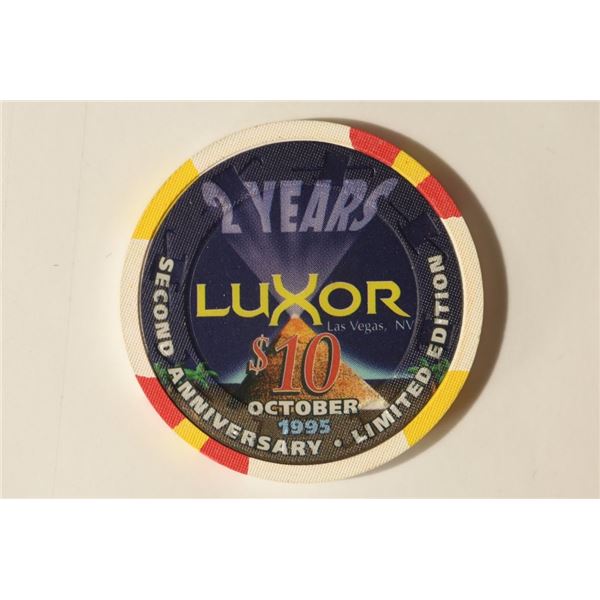 2 YEARS
LUXOR
Las Vegas, NV
$10
OCTOBER
1995
SECOND ANNIVERSARY • LIMITED EDITION